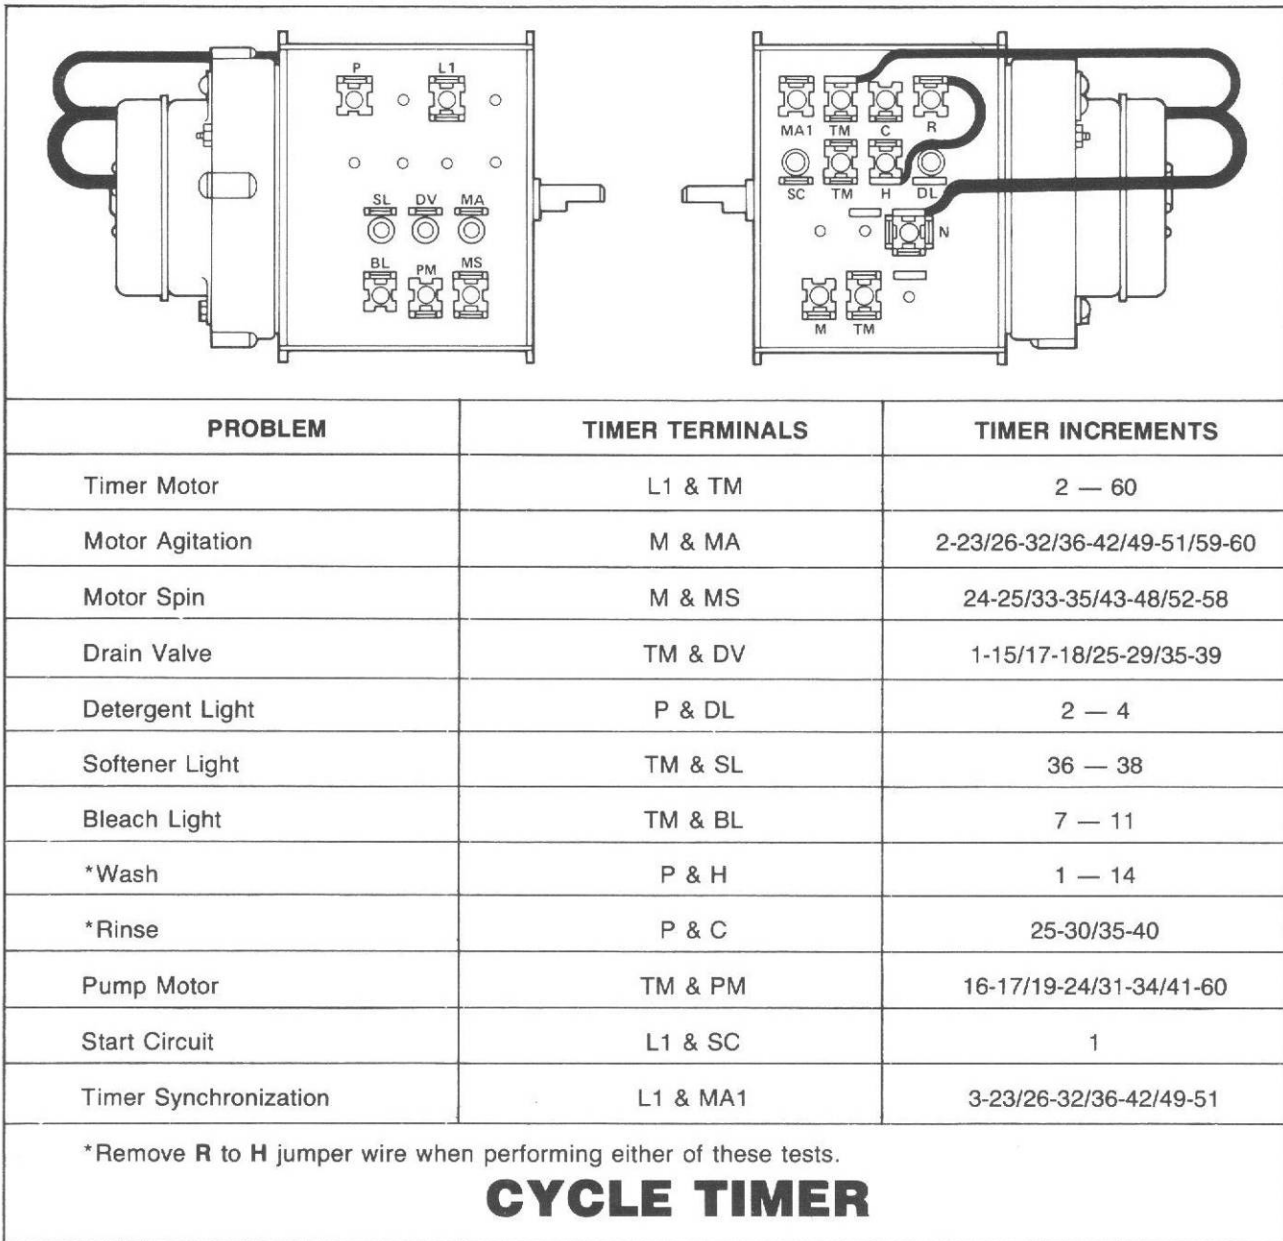 P L1
SL DV MA
BL PM MS
MA1 TM C R
SC TM H DL
N
M TM
PROBLEM TIMER TERMINALS TIMER INCREMENTS
Timer Motor L1 & TM 2 — 60
Motor Agitation M & MA 2-23/26-32/36-42/49-51/59-60
Motor Spin M & MS 24-25/33-35/43-48/52-58
Drain Valve TM & DV 1-15/17-18/25-29/35-39
Detergent Light P & DL 2 — 4
Softener Light TM & SL 36 — 38
Bleach Light TM & BL 7 — 11
*Wash P & H 1 — 14
*Rinse P & C 25-30/35-40
Pump Motor TM & PM 16-17/19-24/31-34/41-60
Start Circuit L1 & SC 1
Timer Synchronization L1 & MA1 3-23/26-32/36-42/49-51
*Remove R to H jumper wire when performing either of these tests.
CYCLE TIMER